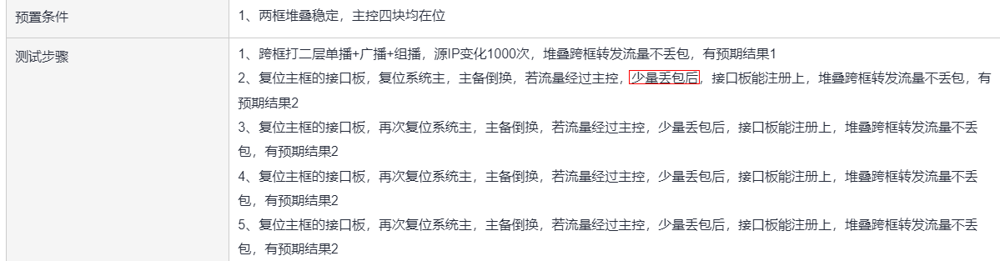 预置条件
1、两框堆叠稳定，主控四块均在位
测试步骤
1、跨框打二层单播+广播+组播，源IP变化1000次，堆叠跨框转发流量不丢包，有预期结果1
2、复位主框的接口板，复位系统主，主备倒换，若流量经过主控，少量丢包后，接口板能注册上，堆叠跨框转发流量不丢包，有
预期结果2
3、复位主框的接口板，再次复位系统主，主备倒换，若流量经过主控，少量丢包后，接口板能注册上，堆叠跨框转发流量不丢
包，有预期结果2
4、复位主框的接口板，再次复位系统主，主备倒换，若流量经过主控，少量丢包后，接口板能注册上，堆叠跨框转发流量不丢
包，有预期结果2
5、复位主框的接口板，再次复位系统主，主备倒换，若流量经过主控，少量丢包后，接口板能注册上，堆叠跨框转发流量不丢
包，有预期结果2